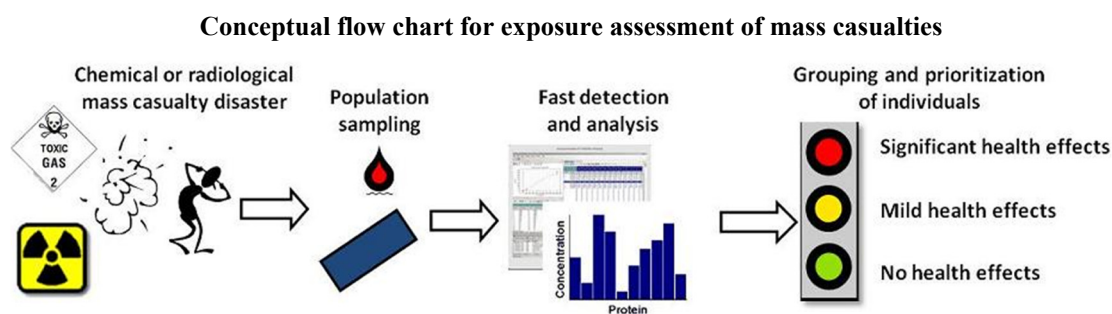 Conceptual flow chart for exposure assessment of mass casualties
Chemical or radiological
mass casualty disaster
TOXIC
GAS
2
Population
sampling
Fast detection
and analysis
Concentration
Protein
Grouping and prioritization
of individuals
Significant health effects
Mild health effects
No health effects